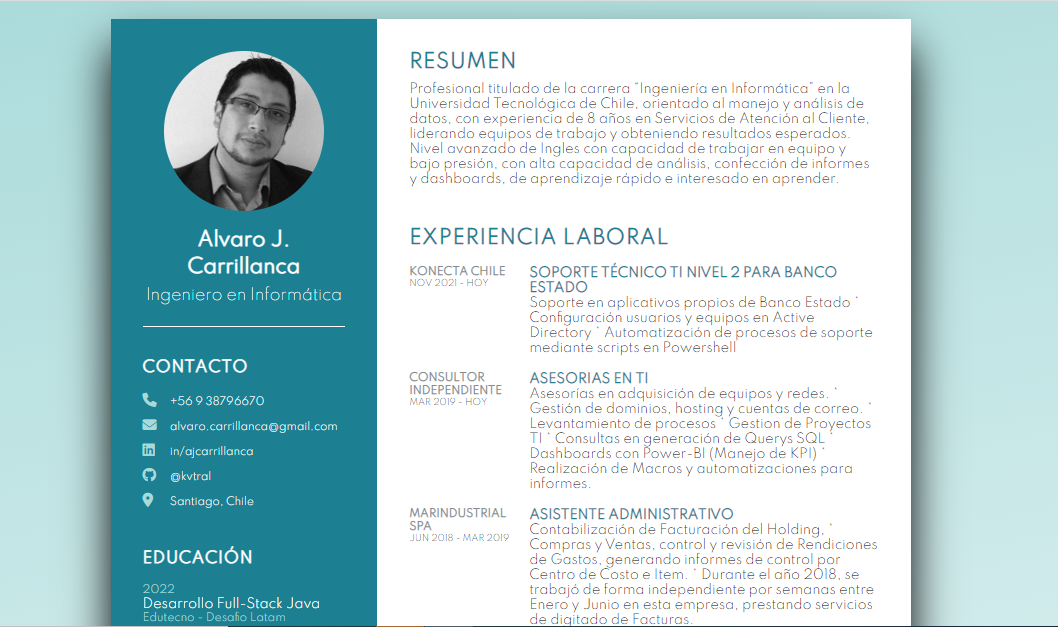 Alvaro J.
Carrillanca
Ingeniero en Informática
CONTACTO
+56 9 38796670
alvaro.carrillanca@gmail.com
in/ajcarrillanca
@kvtral
Santiago, Chile
EDUCACIÓN
2022
Desarrollo Full-Stack Java
Edutecno - Desafio Latam
RESUMEN
Profesional titulado de la carrera "Ingeniería en Informática" en la
Universidad Tecnológica de Chile, orientado al manejo y análisis de
datos, con experiencia de 8 años en Servicios de Atención al Cliente,
liderando equipos de trabajo y obteniendo resultados esperados.
Nivel avanzado de Ingles con capacidad de trabajar en equipo y
bajo presión, con alta capacidad de análisis, confección de informes
y dashboards, de aprendizaje rápido e interesado en aprender.
EXPERIENCIA LABORAL
KONECTA CHILE
NOV 2021 - HOY
SOPORTE TÉCNICO TI NIVEL 2 PARA BANCO
ESTADO
Soporte en aplicativos propios de Banco Estado *
Configuración usuarios y equipos en Active
Directory * Automatización de procesos de soporte
mediante scripts en Powershell
CONSULTOR
INDEPENDIENTE
MAR 2019 - HOY
ASESORIAS EN TI
Asesorías en adquisición de equipos y redes. *
Gestión de dominios, hosting y cuentas de correo. *
Levantamiento de procesos * Gestion de Proyectos
TI * Consultas en generación de Querys SQL *
Dashboards con Power-BI (Manejo de KPI) *
Realización de Macros y automatizaciones para
informes.
MARINDUSTRIAL
SPA
JUN 2018 - MAR 2019
ASISTENTE ADMINISTRATIVO
Contabilización de Facturación del Holding, *
Compras y Ventas, control y revisión de Rendiciones
de Gastos, generando informes de control por
Centro de Costo e Item. * Durante el año 2018, se
trabajó de forma independiente por semanas entre
Enero y Junio en esta empresa, prestando servicios
de digitado de Facturas.